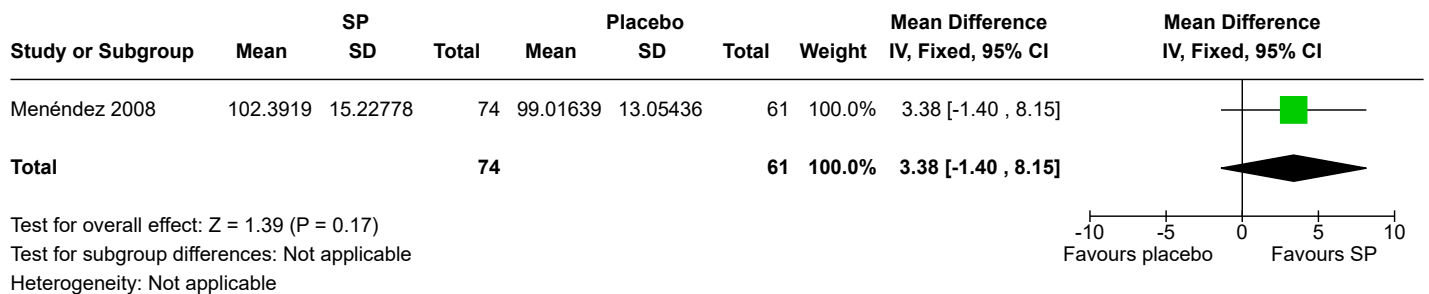 SP Placebo Mean Difference Mean Difference
Study or Subgroup Mean SD Total Mean SD Total Weight IV, Fixed, 95% CI IV, Fixed, 95% CI
Menéndez 2008 102.3919 15.22778 74 99.01639 13.05436 61 100.0% 3.38 [-1.40 , 8.15]
Total 74 61 100.0% 3.38 [-1.40 , 8.15]
Test for overall effect: Z = 1.39 (P = 0.17)
Test for subgroup differences: Not applicable
Heterogeneity: Not applicable
-10 -5 0 5 10
Favours placebo Favours SP